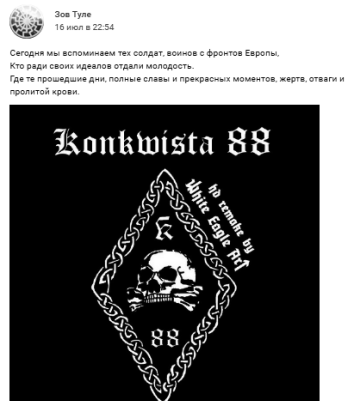 Зов Туле
16 июл в 22:54
Сегодня мы вспоминаем тех солдат, воинов с фронтов Европы,
Кто ради своих идеалов отдали молодость.
Где те прошедшие дни, полные славы и прекрасных моментов, жертв, отваги и
пролитой крови.
Konkwista 88
hd remake by
White Eagle Art
K
88